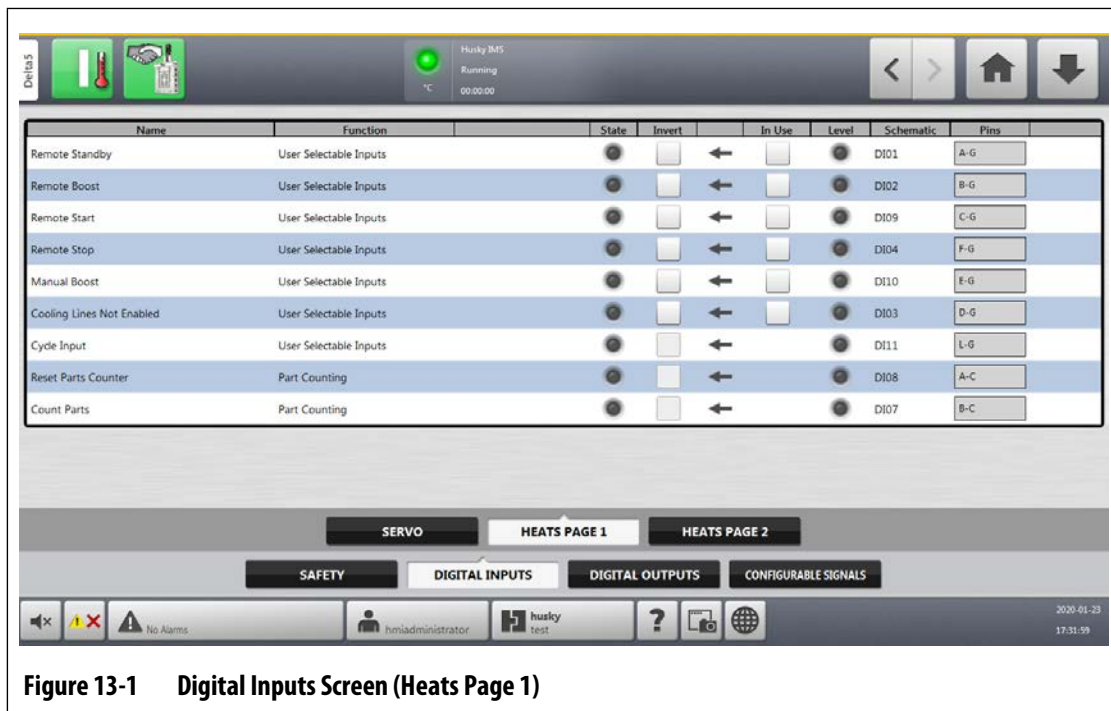 Delta5
Husky IMS
Running
°C 00:00:00
Name Function State Invert In Use Level Schematic Pins
Remote Standby User Selectable Inputs DI01 A-G
Remote Boost User Selectable Inputs DI02 B-G
Remote Start User Selectable Inputs DI09 C-G
Remote Stop User Selectable Inputs DI04 F-G
Manual Boost User Selectable Inputs DI10 E-G
Cooling Lines Not Enabled User Selectable Inputs DI03 D-G
Cycle Input User Selectable Inputs DI11 L-G
Reset Parts Counter Part Counting DI08 A-C
Count Parts Part Counting DI07 B-C
SERVO HEATS PAGE 1 HEATS PAGE 2
SAFETY DIGITAL INPUTS DIGITAL OUTPUTS CONFIGURABLE SIGNALS
No Alarms hmiadministrator husky ? 2020-01-23
test 17:31:59
Figure 13-1 Digital Inputs Screen (Heats Page 1)